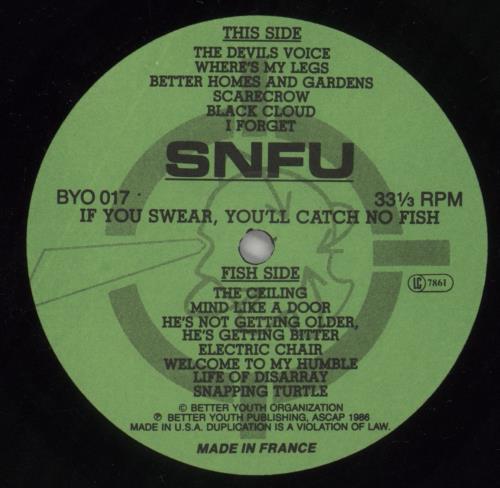 THIS SIDE
THE DEVILS VOICE
WHERE'S MY LEGS
BETTER HOMES AND GARDENS
SCARECROW
BLACK CLOUD
I FORGET
SNFU
BYO 017
33⅓ RPM
IF YOU SWEAR, YOU'LL CATCH NO FISH
FISH SIDE
LC 7861
THE CEILING
MIND LIKE A DOOR
HE'S NOT GETTING OLDER,
HE'S GETTING BITTER
ELECTRIC CHAIR
WELCOME TO MY HUMBLE
LIFE OF DISARRAY
SNAPPING TURTLE
© BETTER YOUTH ORGANIZATION
℗ BETTER YOUTH PUBLISHING, ASCAP 1986
MADE IN U.S.A. DUPLICATION IS A VIOLATION OF LAW.
MADE IN FRANCE